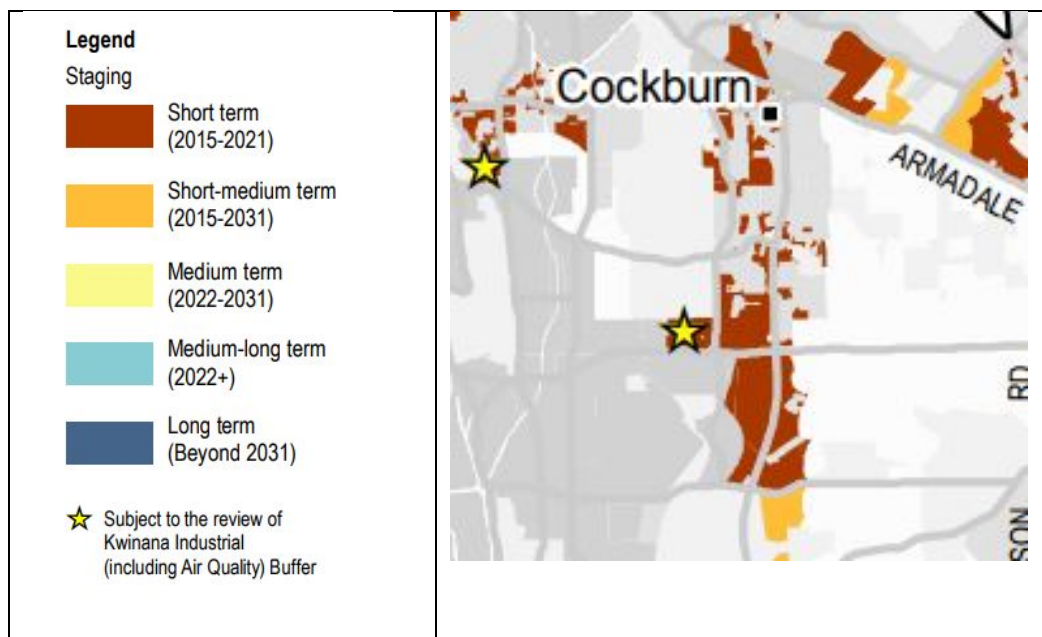 Legend
Staging
Short term
(2015-2021)
Short-medium term
(2015-2031)
Medium term
(2022-2031)
Medium-long term
(2022+)
Long term
(Beyond 2031)
Subject to the review of
Kwinana Industrial
(including Air Quality) Buffer
Cockburn
ARMADALE
RD
SON